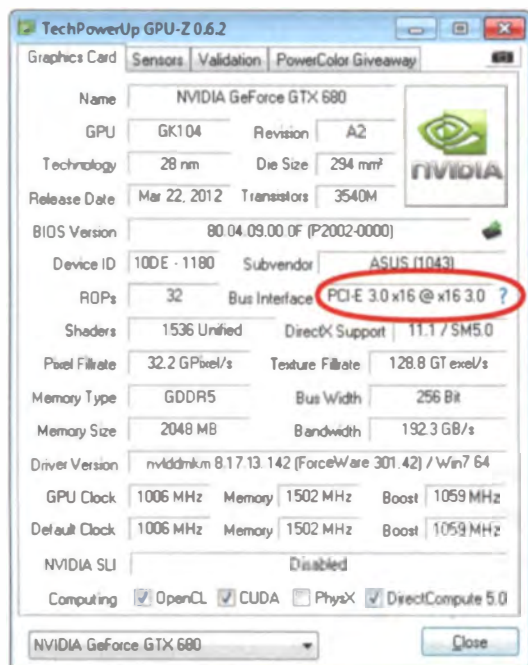 TechPowerUp GPU-Z 0.6.2
Graphics Card Sensors Validation PowerColor Giveaway
Name NVIDIA GeForce GTX 680
GPU GK104 Revision A2
nVIDIA
Technology 28 nm Die Size 294 mm²
Release Date Mar 22, 2012 Transistors 3540M
BIOS Version 80.04.09.00.0F (P2002-0000)
Device ID 10DE - 1180 Subvendor ASUS (1043)
ROPs 32 Bus Interface PCI-E 3.0 x16 @ x16 3.0 ?
Shaders 1536 Unified DirectX Support 11.1 / SM5.0
Pixel Fillrate 32.2 GPixel/s Texture Fillrate 128.8 GTexel/s
Memory Type GDDR5 Bus Width 256 Bit
Memory Size 2048 MB Bandwidth 192.3 GB/s
Driver Version nvlddmkm 8.17.13.142 (ForceWare 301.42) / Win7 64
GPU Clock 1006 MHz Memory 1502 MHz Boost 1059 MHz
Default Clock 1006 MHz Memory 1502 MHz Boost 1059 MHz
NVIDIA SLI Disabled
Computing OpenCL CUDA PhysX DirectCompute 5.0
NVIDIA GeForce GTX 680 Close